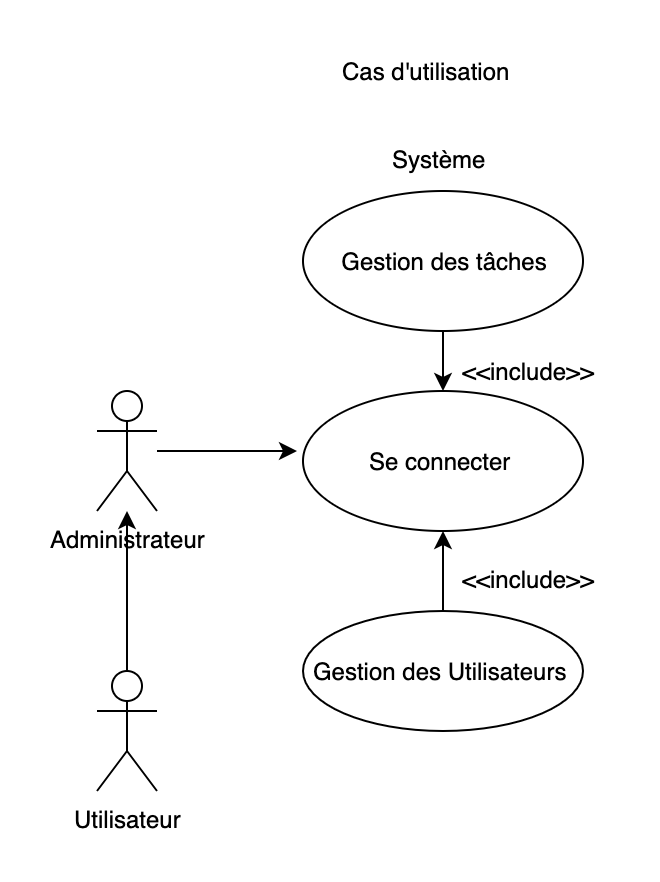 Cas d'utilisation
Système
Gestion des tâches
<<include>>
Se connecter
Administrateur
<<include>>
Gestion des Utilisateurs
Utilisateur